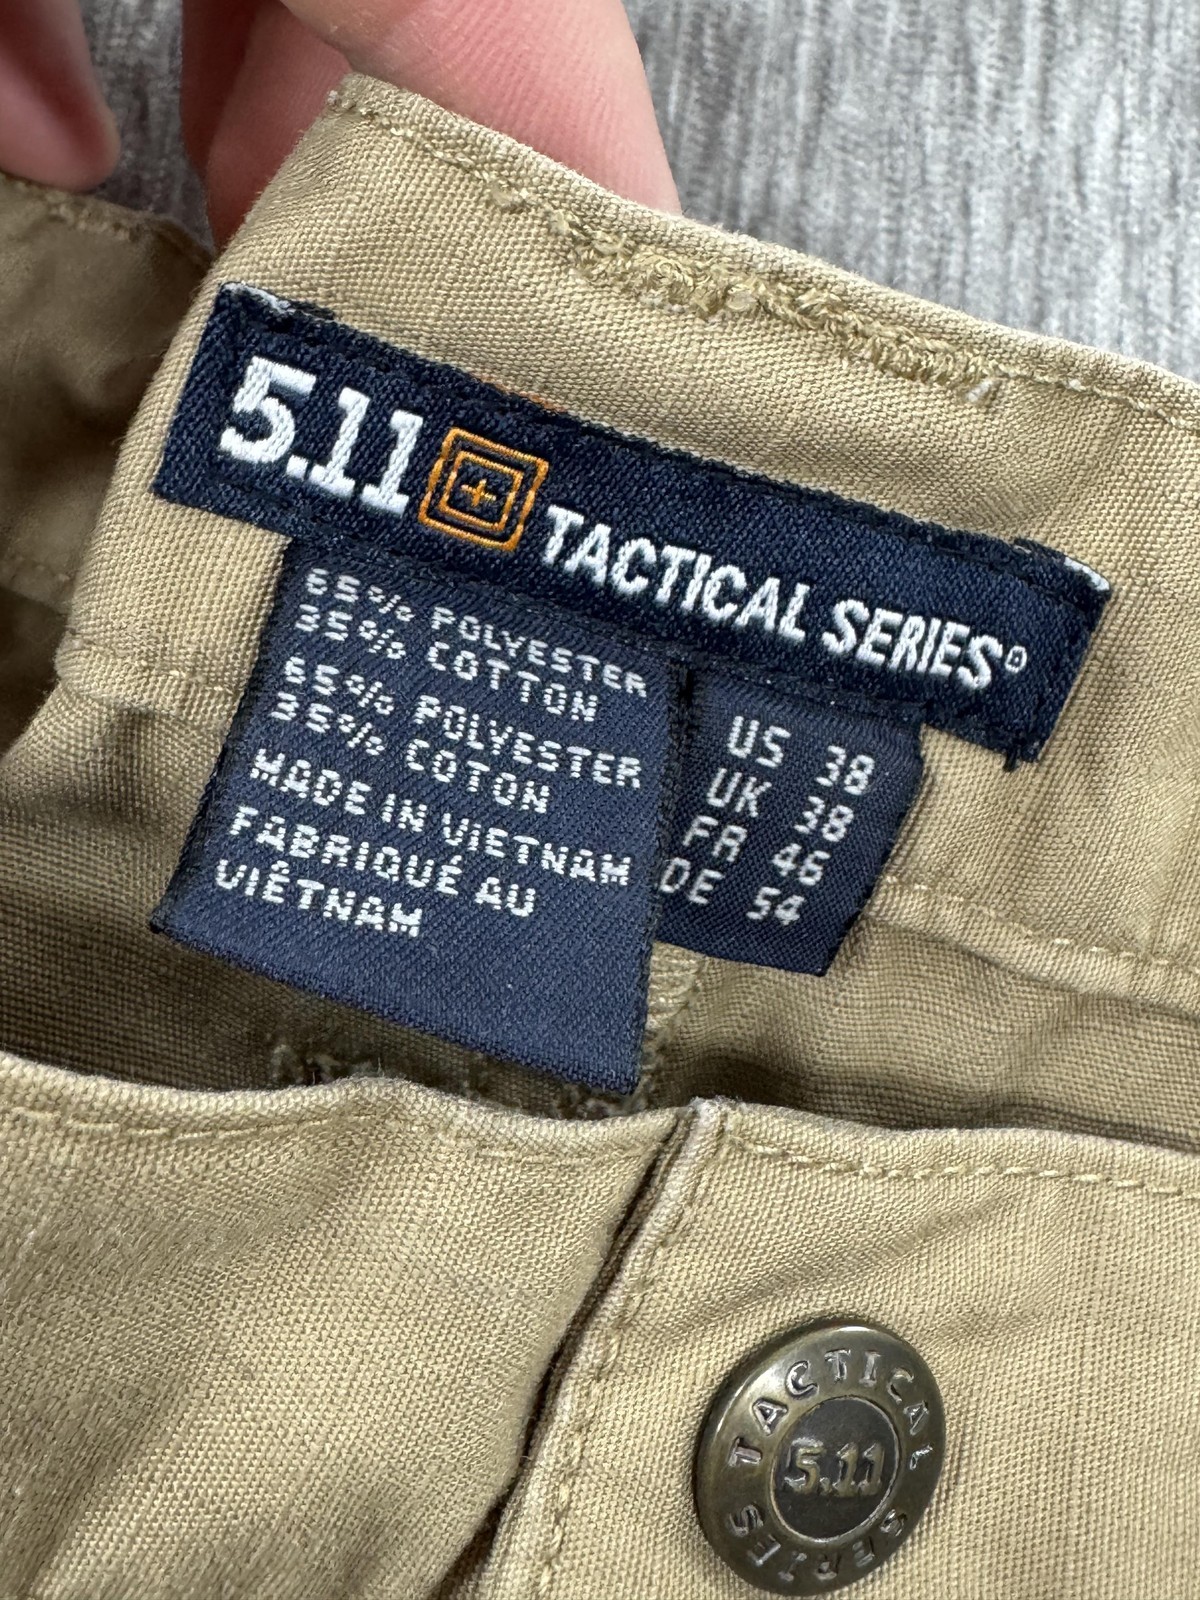 5.11 TACTICAL SERIES®
65% POLYESTER
35% COTTON
65% POLYESTER
35% COTON
MADE IN VIETNAM
FABRIQUÉ AU
VIÊTNAM
US 38
UK 38
FR 46
DE 54
TACTICAL
5.11
SERIES